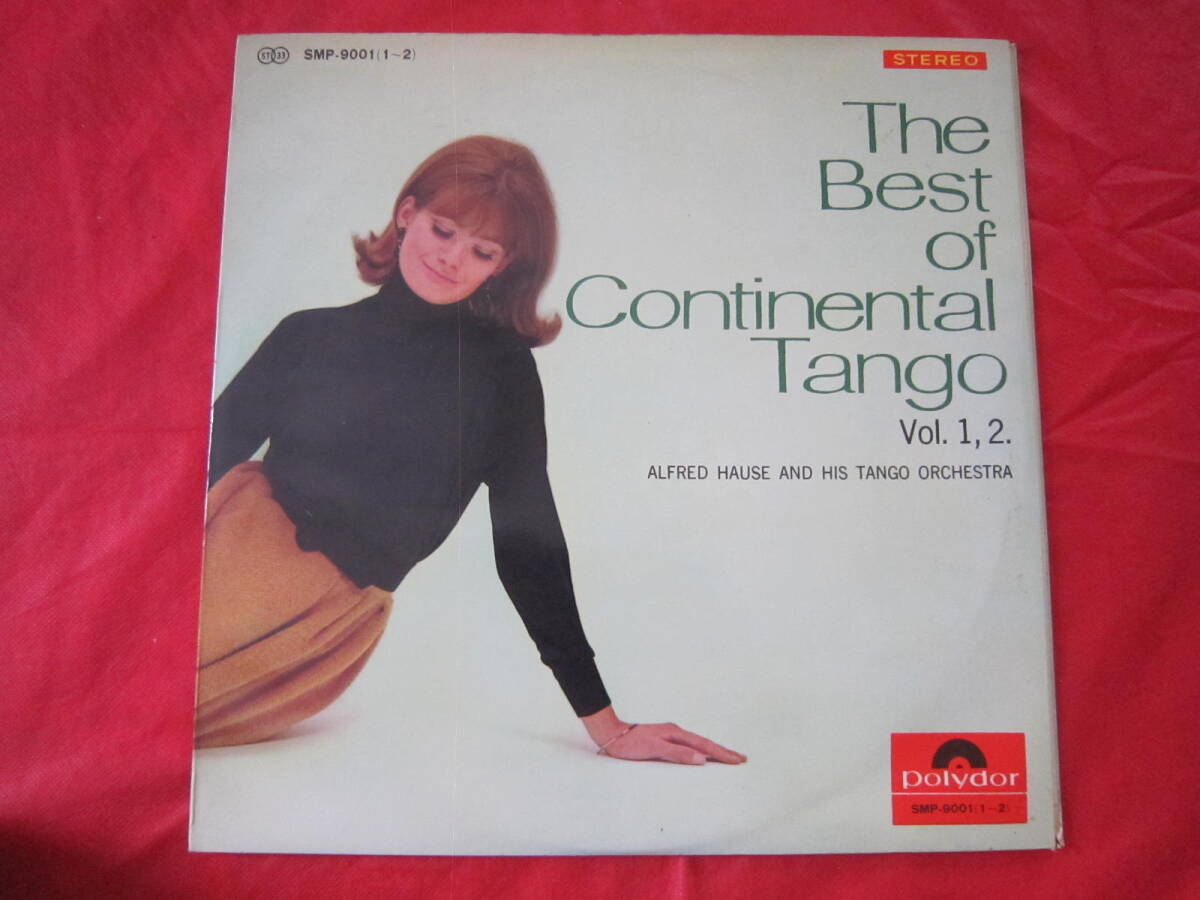 ST 33 SMP-9001(1~2)
STEREO
The
Best
of
Continental
Tango
Vol. 1, 2.
ALFRED HAUSE AND HIS TANGO ORCHESTRA
polydor
SMP-9001(1~2)